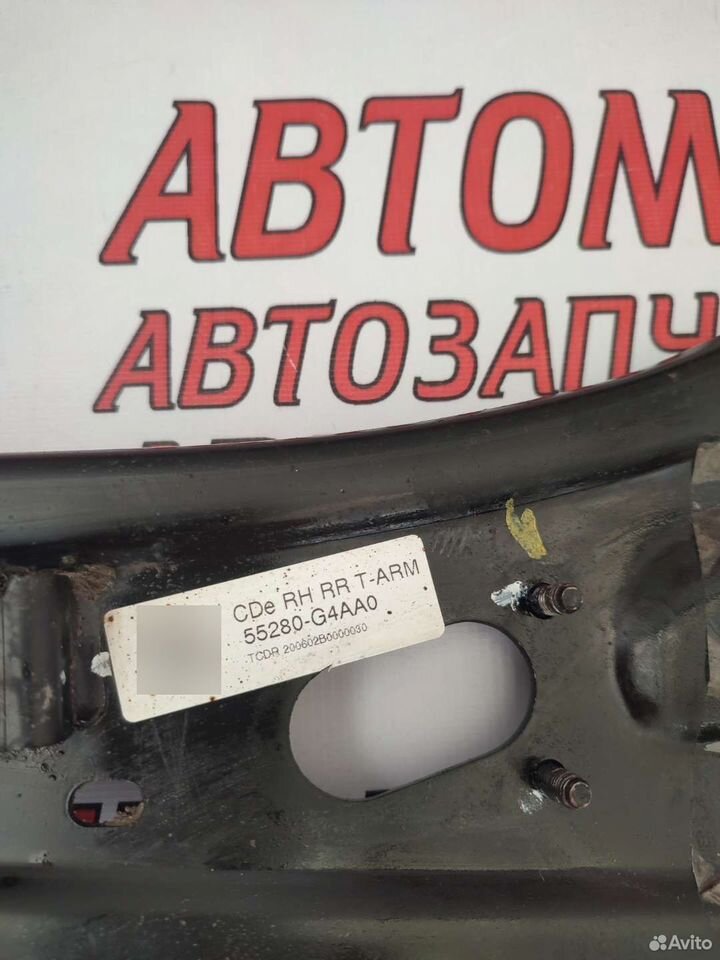 АВТОМ
АВТОЗАПЧ
CDe RH RR T-ARM
55280-G4AA0
TCDR 200602B0000030
Avito